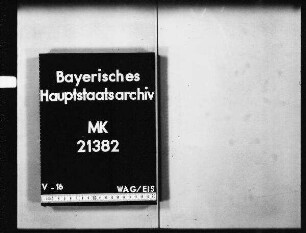 Bayerisches
Hauptstaatsarchiv
MK
21382
V - 16 WAG/EIS